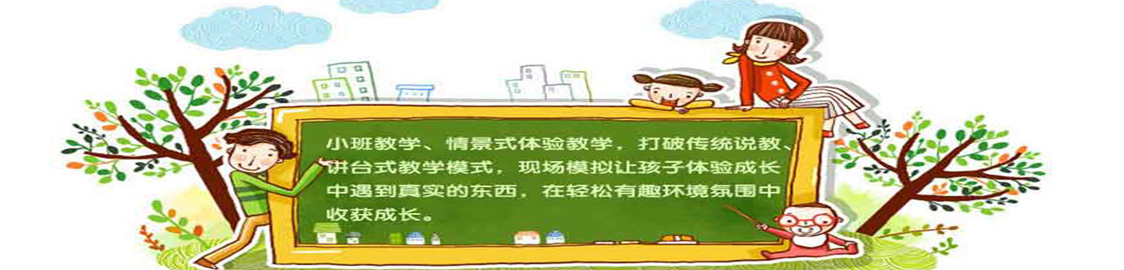 小班教学、情景式体验教学，打破传统说教、
讲台式教学模式，现场模拟让孩子体验成长
中遇到真实的东西，在轻松有趣环境氛围中
收获成长。